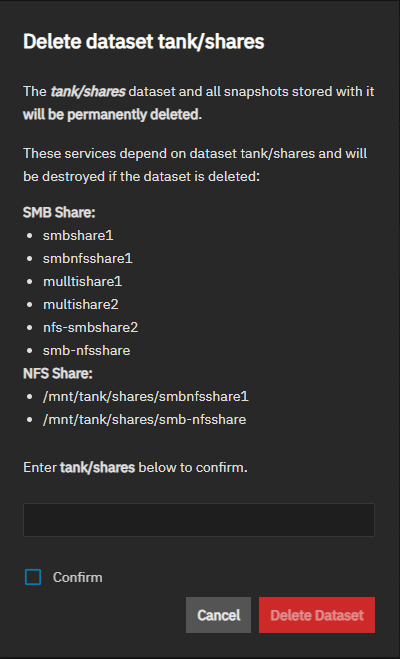 Delete dataset tank/shares
The tank/shares dataset and all snapshots stored with it
will be permanently deleted.
These services depend on dataset tank/shares and will
be destroyed if the dataset is deleted:
SMB Share:
• smbshare1
• smbnfsshare1
• mulltishare1
• multishare2
• nfs-smbshare2
• smb-nfsshare
NFS Share:
• /mnt/tank/shares/smbnfsshare1
• /mnt/tank/shares/smb-nfsshare
Enter tank/shares below to confirm.
Confirm
Cancel Delete Dataset